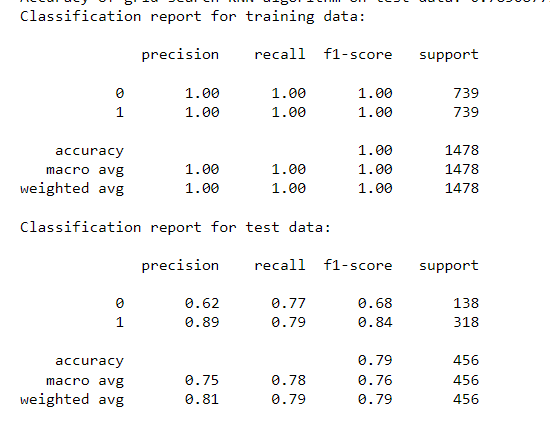 Classification report for training data:
precision recall f1-score support
0 1.00 1.00 1.00 739
1 1.00 1.00 1.00 739
accuracy 1.00 1478
macro avg 1.00 1.00 1.00 1478
weighted avg 1.00 1.00 1.00 1478
Classification report for test data:
precision recall f1-score support
0 0.62 0.77 0.68 138
1 0.89 0.79 0.84 318
accuracy 0.79 456
macro avg 0.75 0.78 0.76 456
weighted avg 0.81 0.79 0.79 456